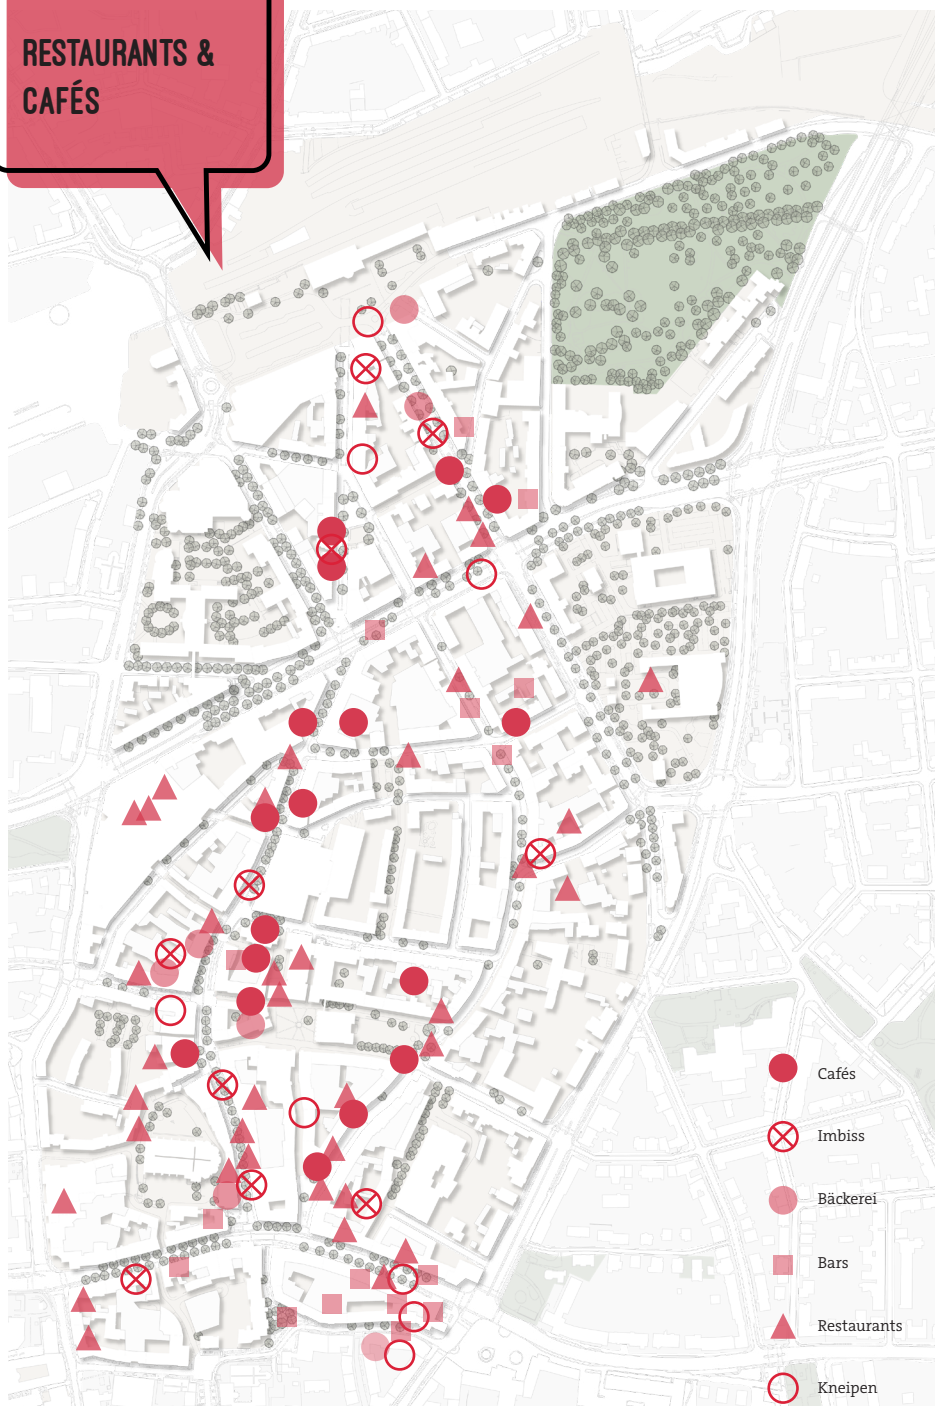 RESTAURANTS &
CAFÉS
Cafés
Imbiss
Bäckerei
Bars
Restaurants
Kneipen